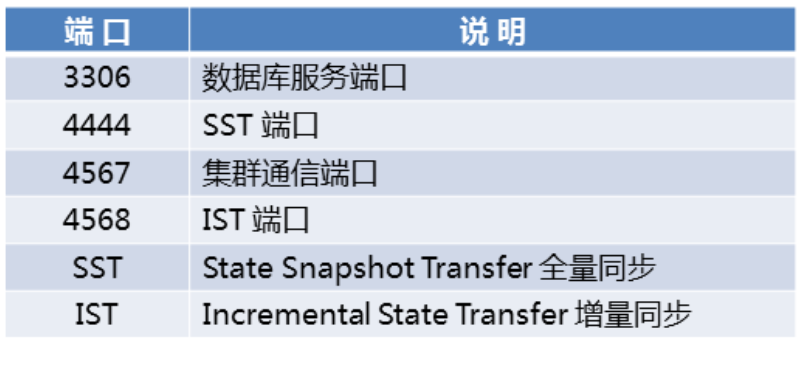 端 口 说 明
3306 数据库服务端口
4444 SST 端口
4567 集群通信端口
4568 IST 端口
SST State Snapshot Transfer 全量同步
IST Incremental State Transfer 增量同步